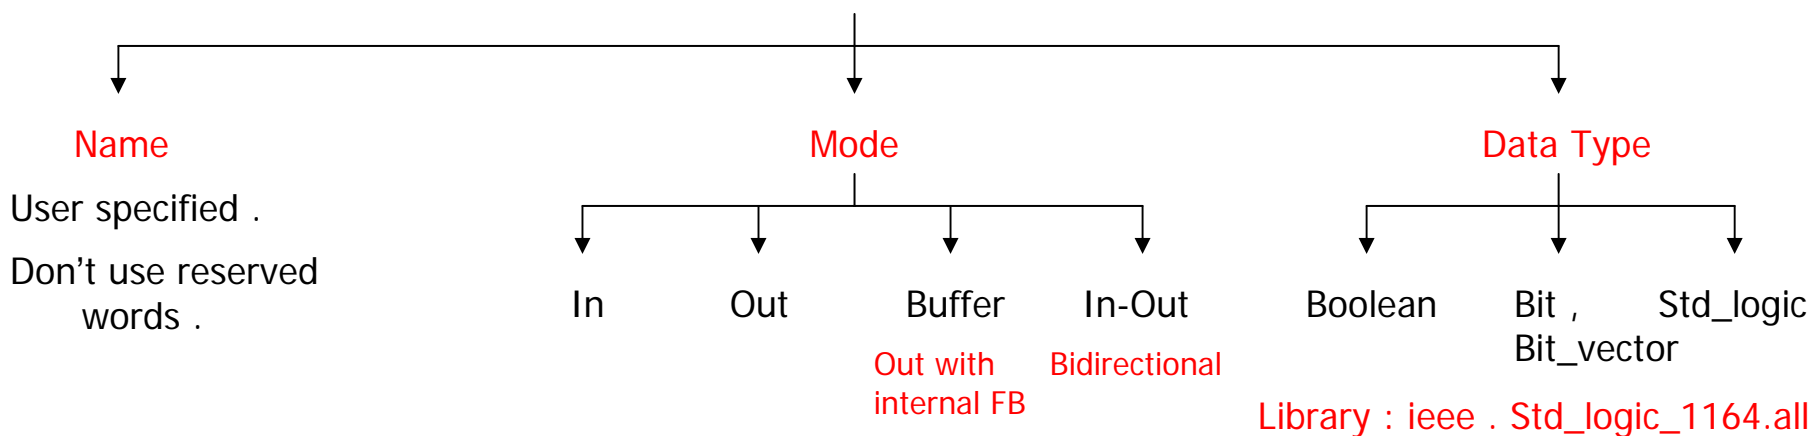 Name
User specified .
Don't use reserved
words .
Mode
In
Out
Buffer
Out with
internal FB
In-Out
Bidirectional
Data Type
Boolean
Bit ,
Bit_vector
Std_logic
Library : ieee . Std_logic_1164.all